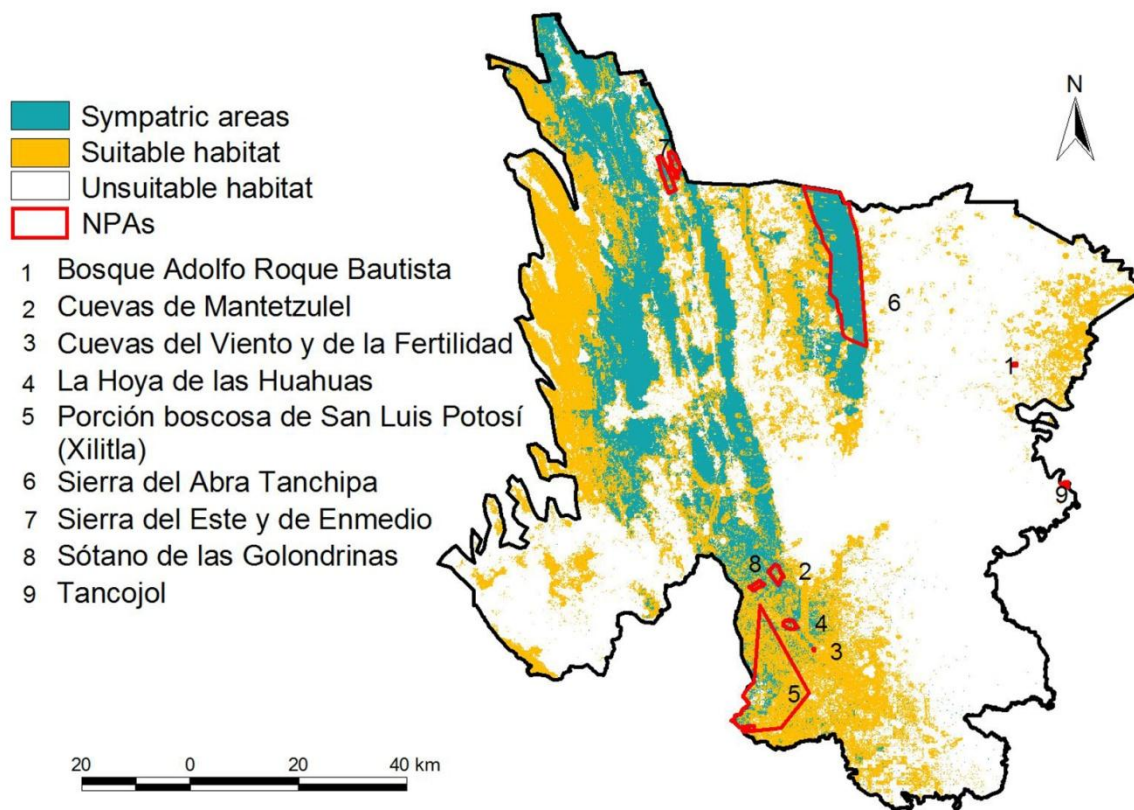 N
Sympatric areas
Suitable habitat
Unsuitable habitat
NPAs
1 Bosque Adolfo Roque Bautista
2 Cuevas de Mantetzulel
3 Cuevas del Viento y de la Fertilidad
4 La Hoya de las Huahuas
5 Porción boscosa de San Luis Potosí
(Xilitla)
6 Sierra del Abra Tanchipa
7 Sierra del Este y de Enmedio
8 Sótano de las Golondrinas
9 Tancojol
7
6
1
9
8
2
4
3
5
20 0 20 40 km